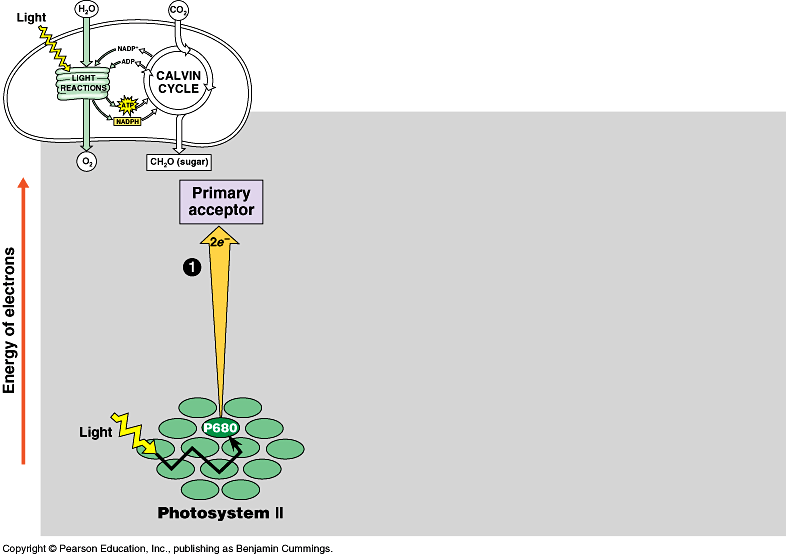 Light
H₂O
CO₂
NADP⁺
ADP
LIGHT
REACTIONS
CALVIN
CYCLE
ATP
NADPH
O₂
CH₂O (sugar)
Primary
acceptor
2e⁻
1
Energy of electrons
P680
Light
Photosystem II
Copyright © Pearson Education, Inc., publishing as Benjamin Cummings.